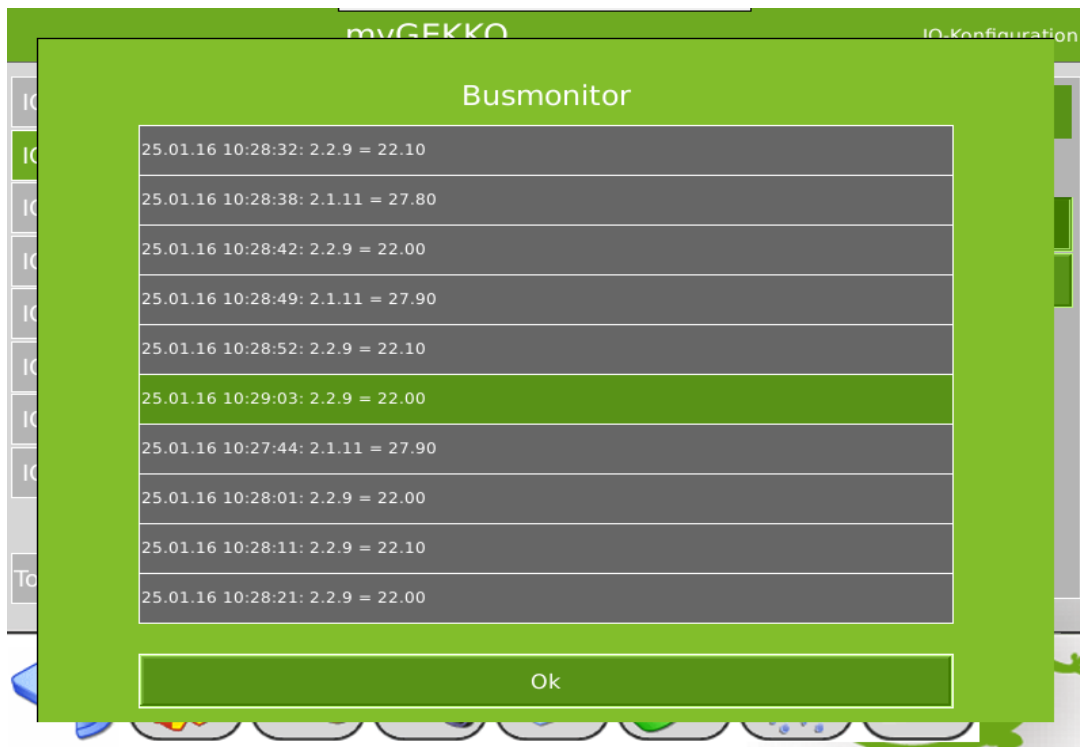 myGEKKO
IO-Konfiguration
Busmonitor
25.01.16 10:28:32: 2.2.9 = 22.10
25.01.16 10:28:38: 2.1.11 = 27.80
25.01.16 10:28:42: 2.2.9 = 22.00
25.01.16 10:28:49: 2.1.11 = 27.90
25.01.16 10:28:52: 2.2.9 = 22.10
25.01.16 10:29:03: 2.2.9 = 22.00
25.01.16 10:27:44: 2.1.11 = 27.90
25.01.16 10:28:01: 2.2.9 = 22.00
25.01.16 10:28:11: 2.2.9 = 22.10
25.01.16 10:28:21: 2.2.9 = 22.00
Ok